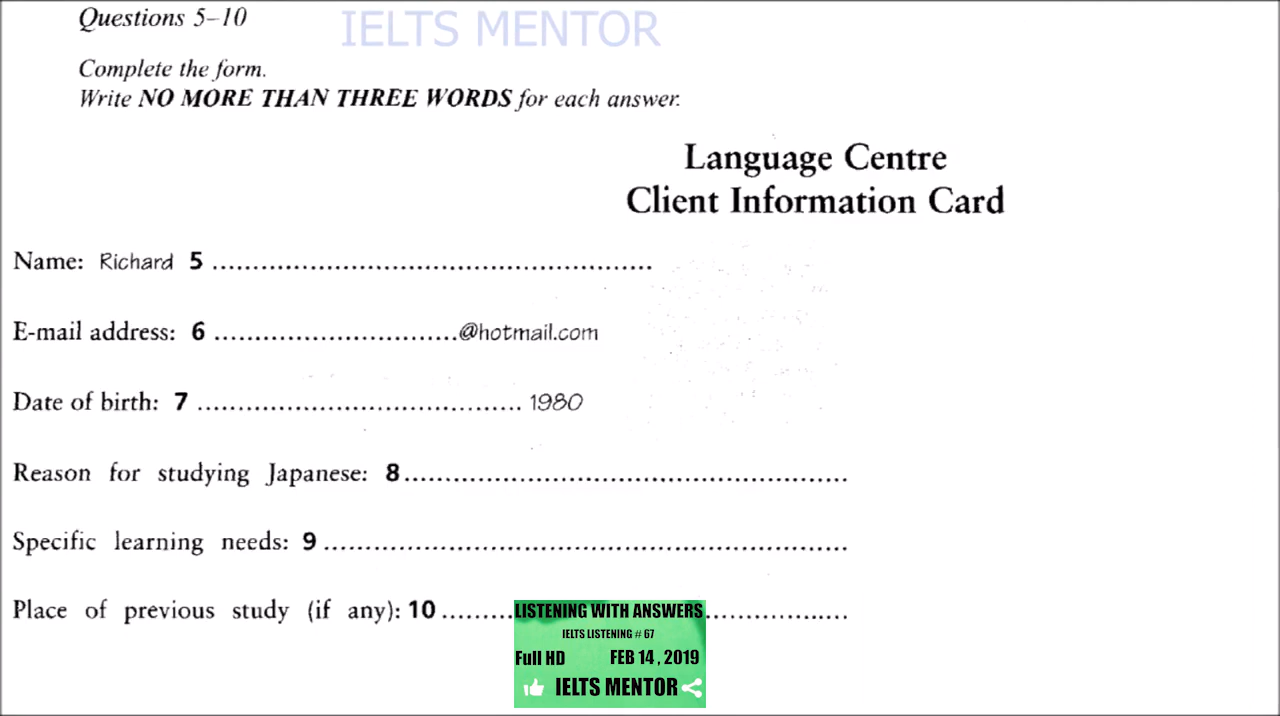 Questions 5–10
IELTS MENTOR
Complete the form.
Write NO MORE THAN THREE WORDS for each answer.
Language Centre
Client Information Card
Name: Richard 5 ......................................................
E-mail address: 6 ..............................@hotmail.com
Date of birth: 7 ........................................ 1980
Reason for studying Japanese: 8......................................................
Specific learning needs: 9 ................................................................
Place of previous study (if any): 10 .........
LISTENING WITH ANSWERS
IELTS LISTENING # 67
Full HD FEB 14 , 2019
IELTS MENTOR